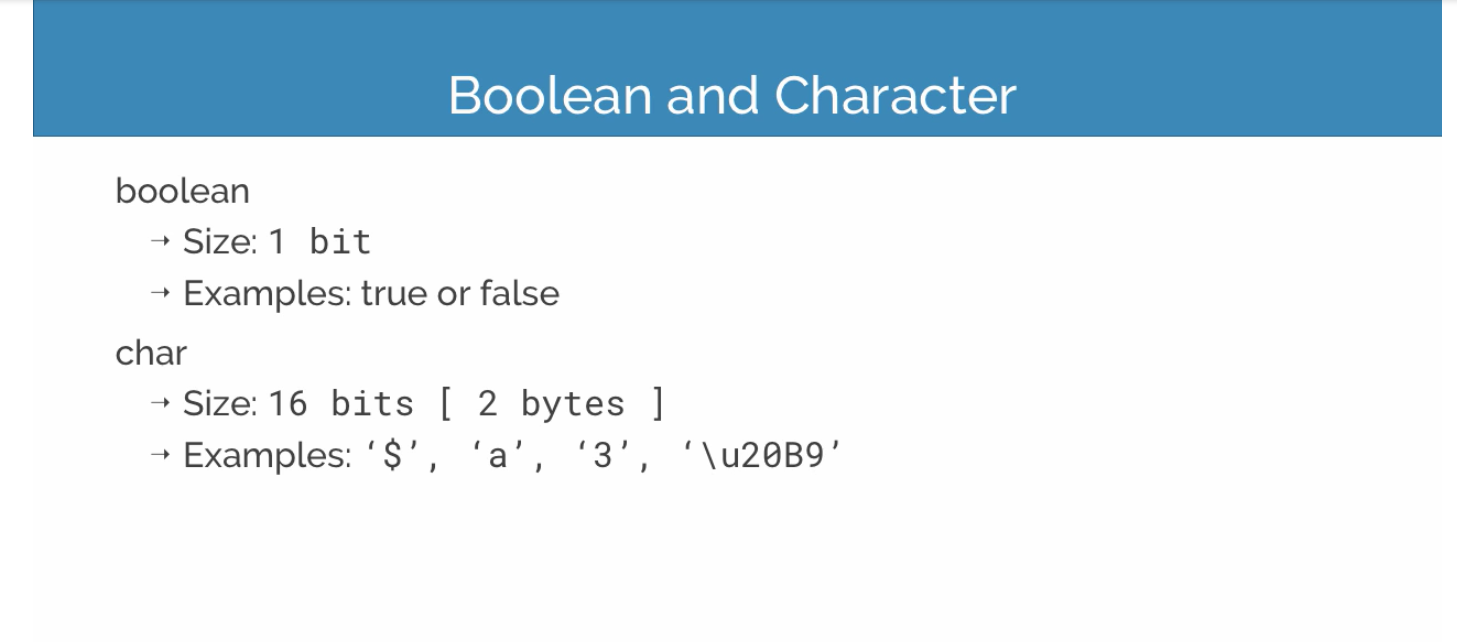 Boolean and Character
boolean
→ Size: 1 bit
→ Examples: true or false
char
→ Size: 16 bits [ 2 bytes ]
→ Examples: ‘$’, ‘a’, ‘3’, ‘\u20B9’